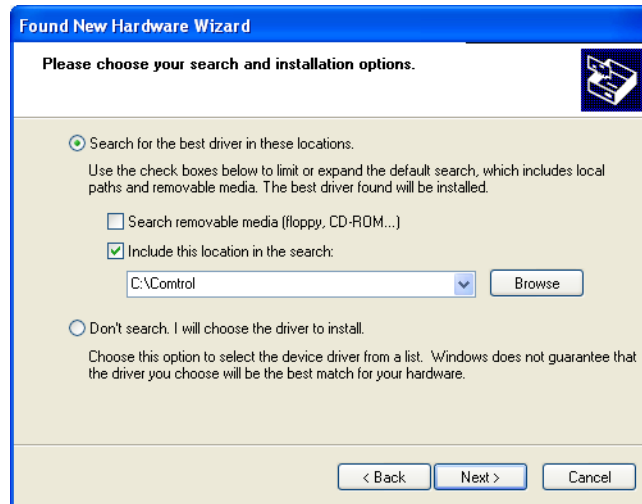 Found New Hardware Wizard
Please choose your search and installation options.
Search for the best driver in these locations.
Use the check boxes below to limit or expand the default search, which includes local
paths and removable media. The best driver found will be installed.
Search removable media (floppy, CD-ROM...)
Include this location in the search:
C:\Comtrol
Browse
Don't search. I will choose the driver to install.
Choose this option to select the device driver from a list. Windows does not guarantee that
the driver you choose will be the best match for your hardware.
< Back Next > Cancel